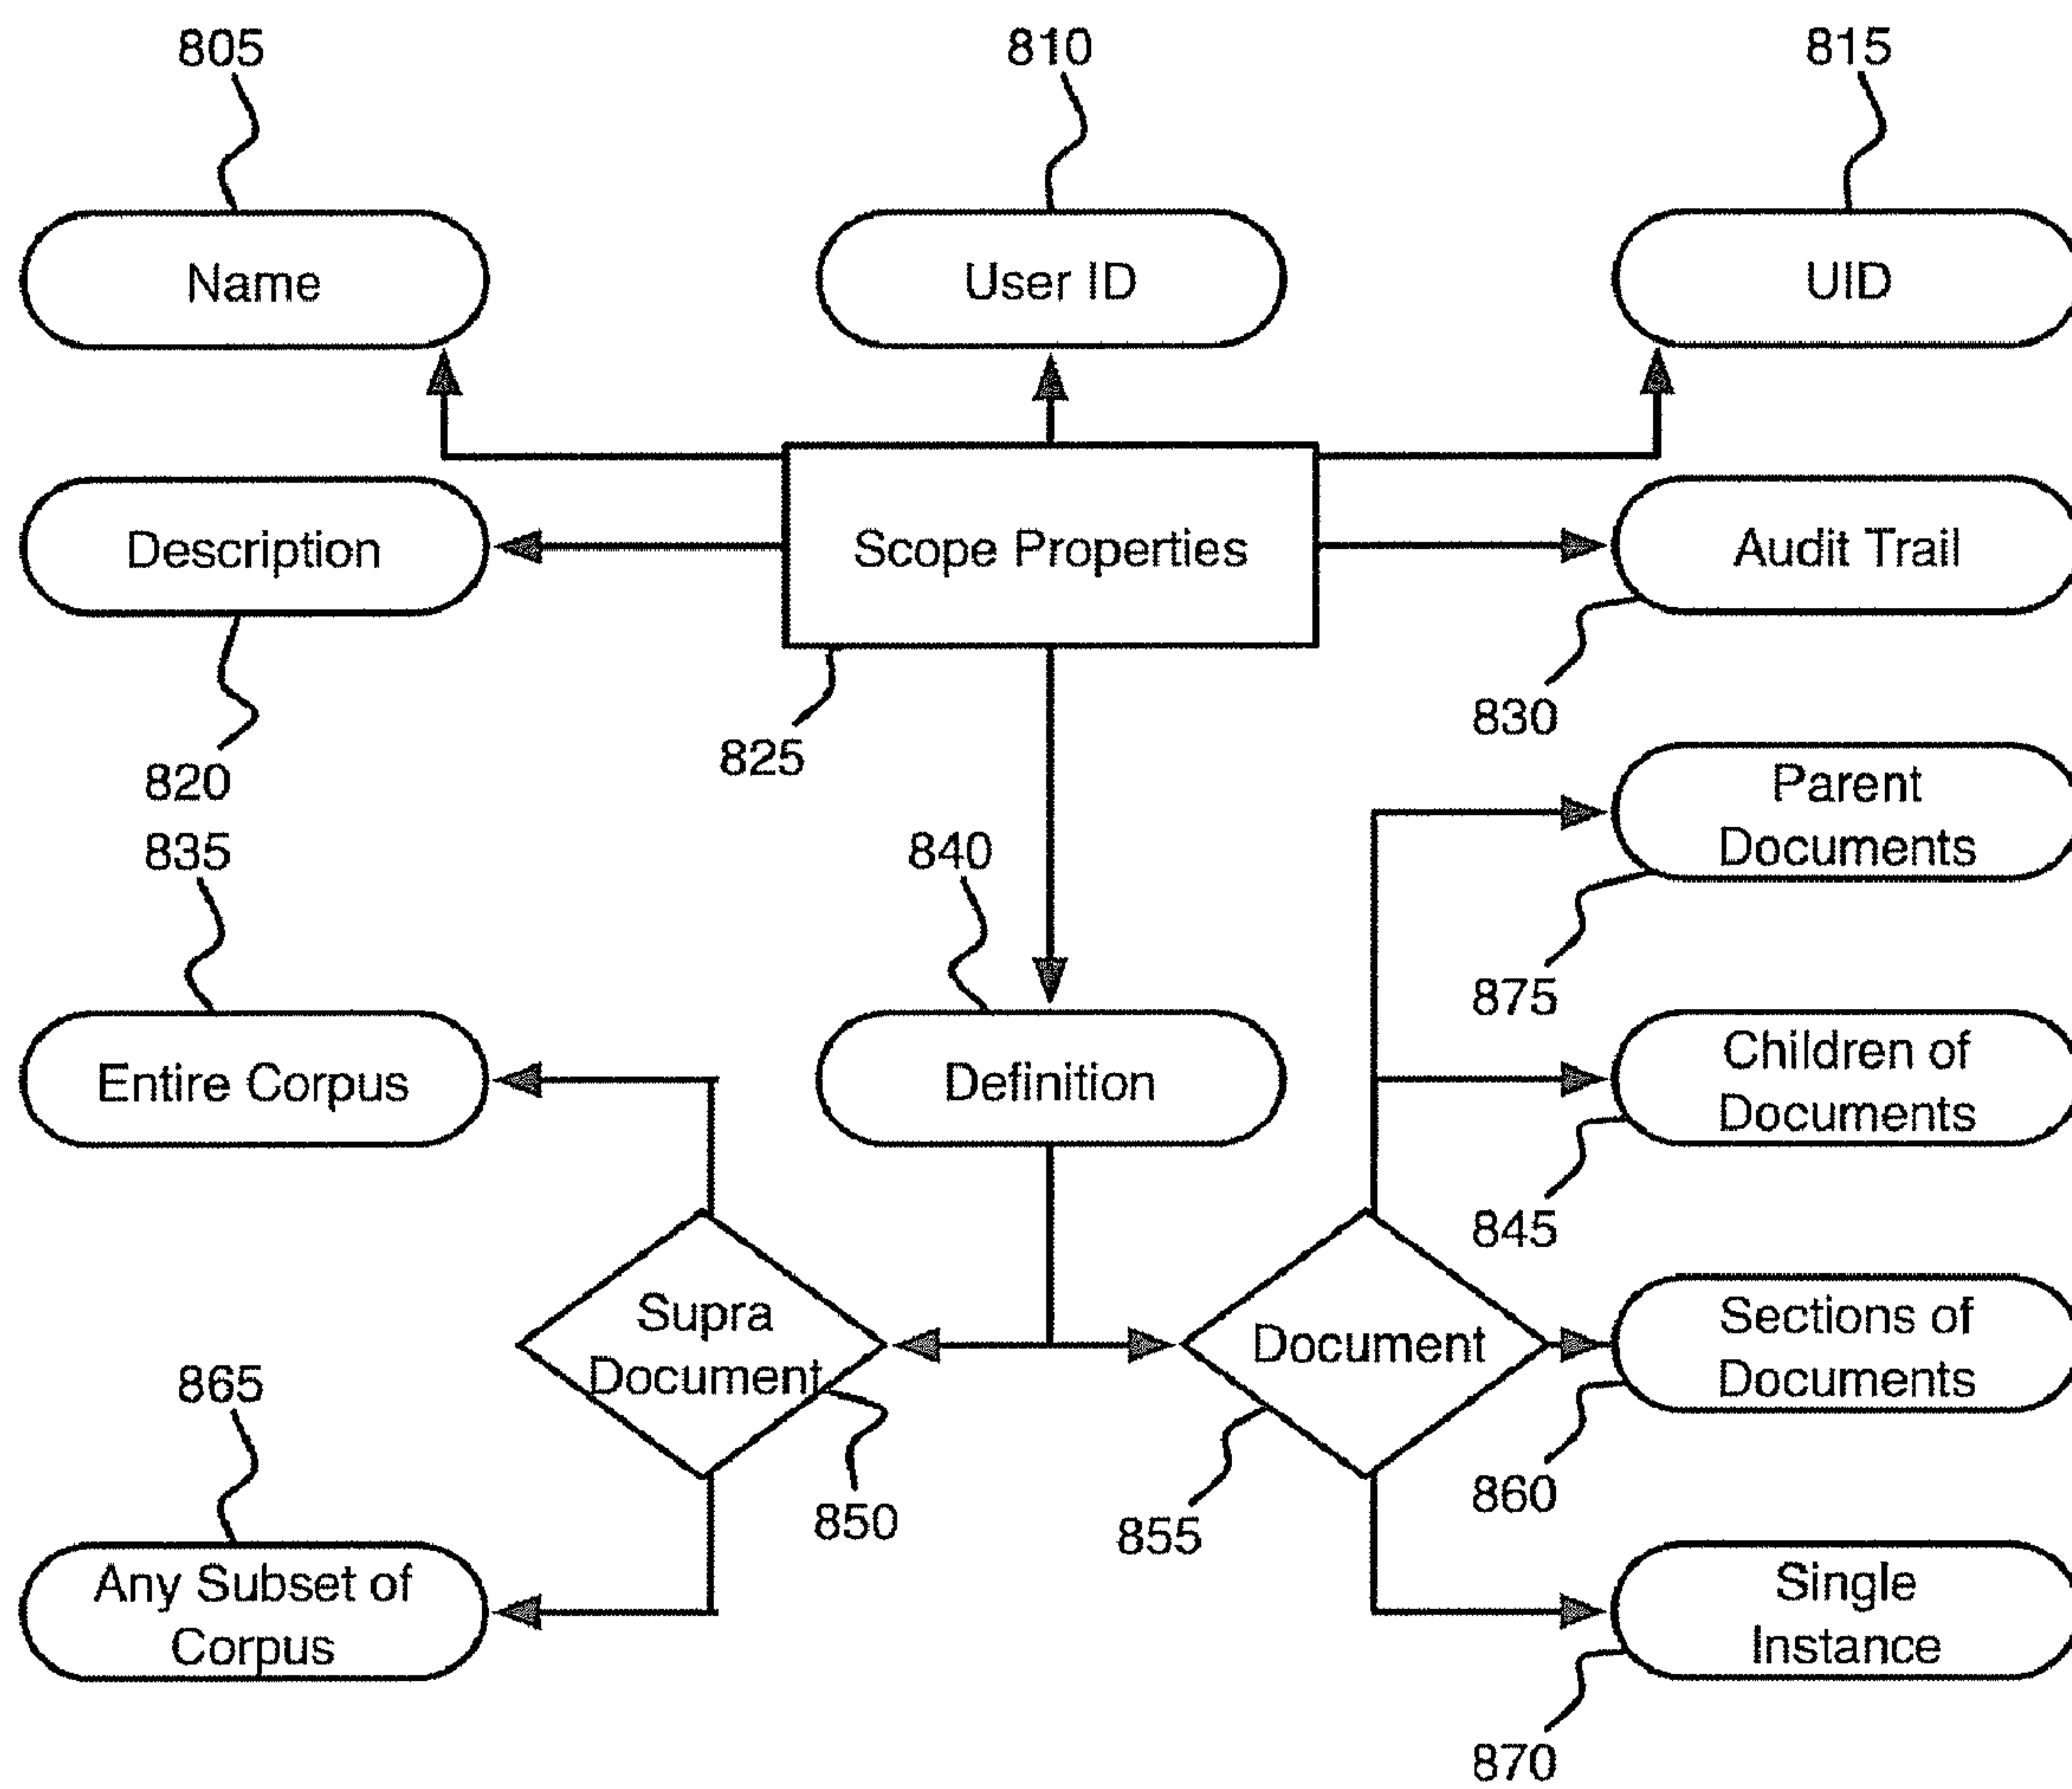 805
810
815
Name
User ID
UID
Description
Scope Properties
Audit Trail
820
825
830
835
840
Parent
Documents
875
Entire Corpus
Definition
Children of
Documents
845
Supra
Document
Document
Sections of
Documents
865
850
855
860
Any Subset of
Corpus
Single
Instance
870